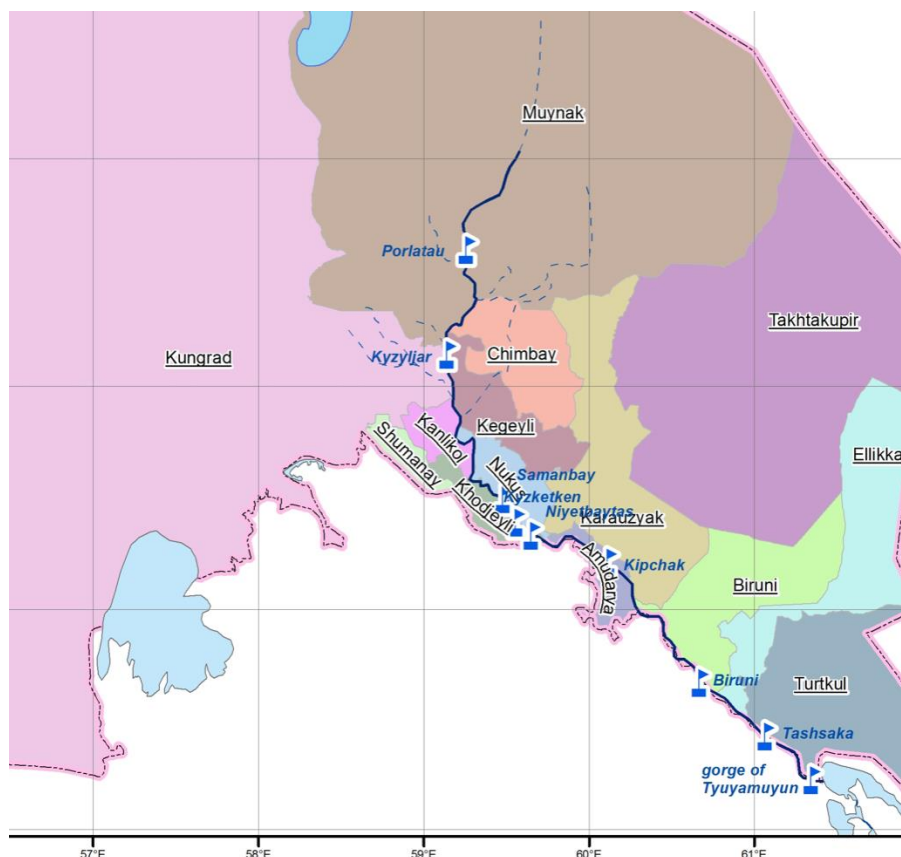 Muynak
Porlatau
Takhtakupir
Kungrad
Kyzyljar
Chimbay
Kegeyli
Kanlikol
Shumanay
Ellikka
Nukus
Samanbay
Kyzketken
Khodjeyli
Niyetbaytas
Karauzyak
Kipchak
Amudarya
Biruni
Biruni
Turtkul
Tashsaka
gorge of
Tyuyamuyun
57°E 58°E 59°E 60°E 61°E